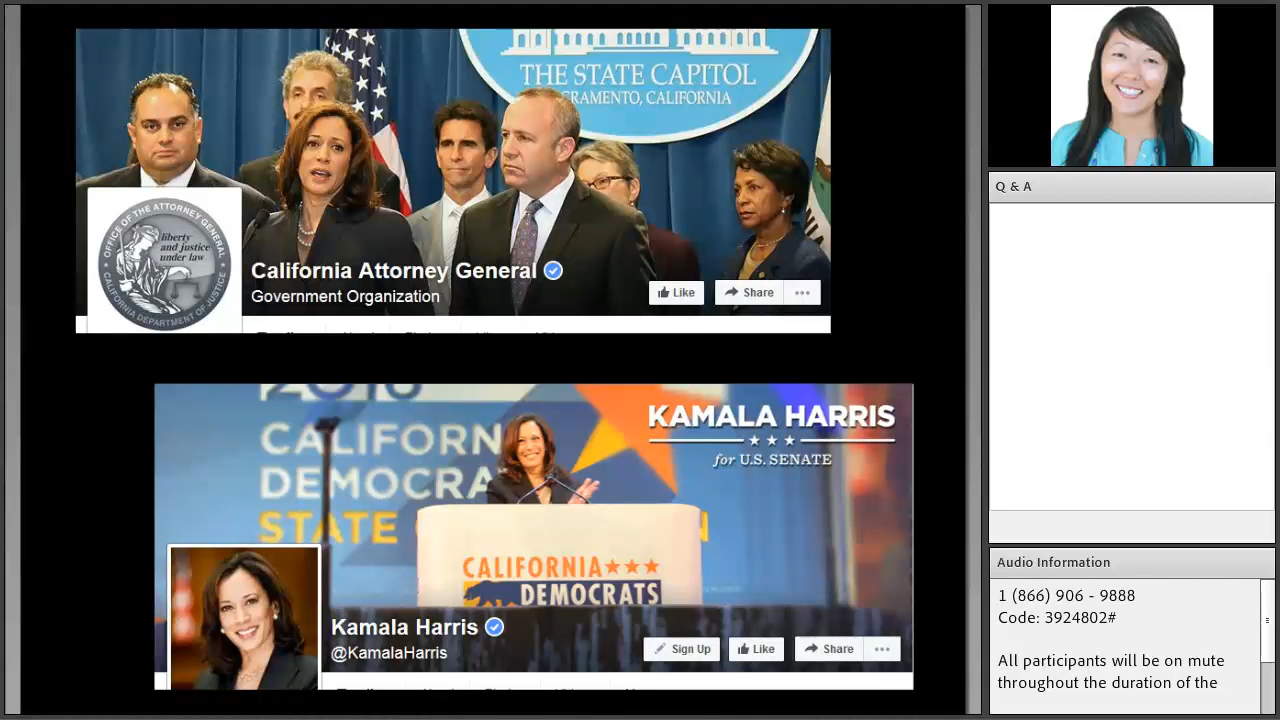 THE STATE CAPITOL
SACRAMENTO, CALIFORNIA
OFFICE OF THE ATTORNEY GENERAL
liberty
and justice
under law
CALIFORNIA DEPARTMENT OF JUSTICE
California Attorney General
Government Organization
Like
Share
2016
CALIFORN
DEMOCRA
STATE
KAMALA HARRIS
for U.S. SENATE
CALIFORNIA
DEMOCRATS
Kamala Harris
@KamalaHarris
Sign Up
Like
Share
Q & A
Audio Information
1 (866) 906 - 9888
Code: 3924802#
All participants will be on mute
throughout the duration of the